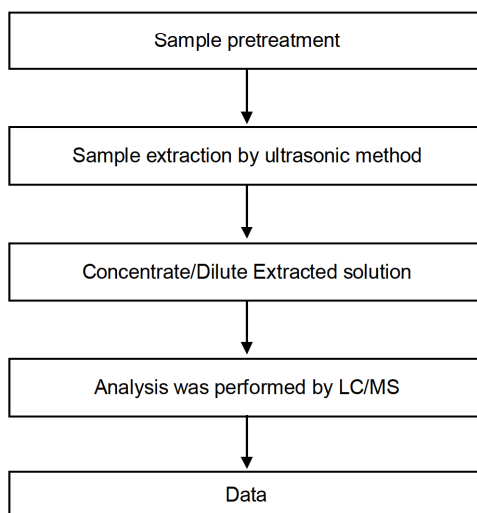 Sample pretreatment
Sample extraction by ultrasonic method
Concentrate/Dilute Extracted solution
Analysis was performed by LC/MS
Data